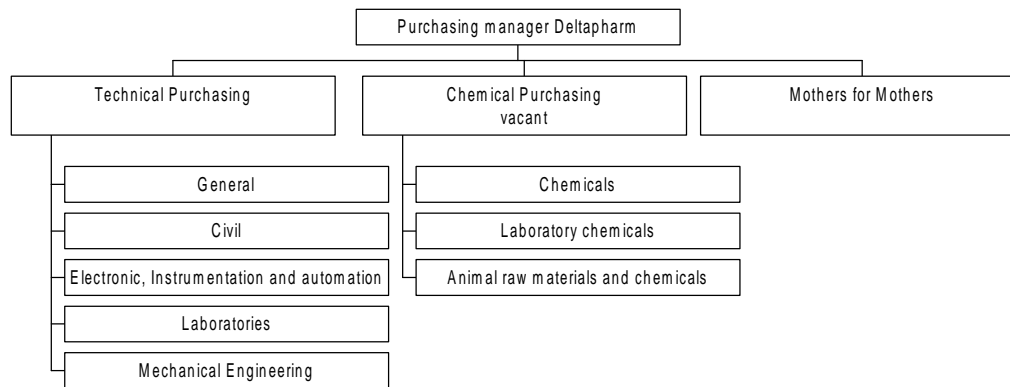 Purchasing manager Deltapharm
Technical Purchasing
Chemical Purchasing
vacant
Mothers for Mothers
General
Civil
Electronic, Instrumentation and automation
Laboratories
Mechanical Engineering
Chemicals
Laboratory chemicals
Animal raw materials and chemicals